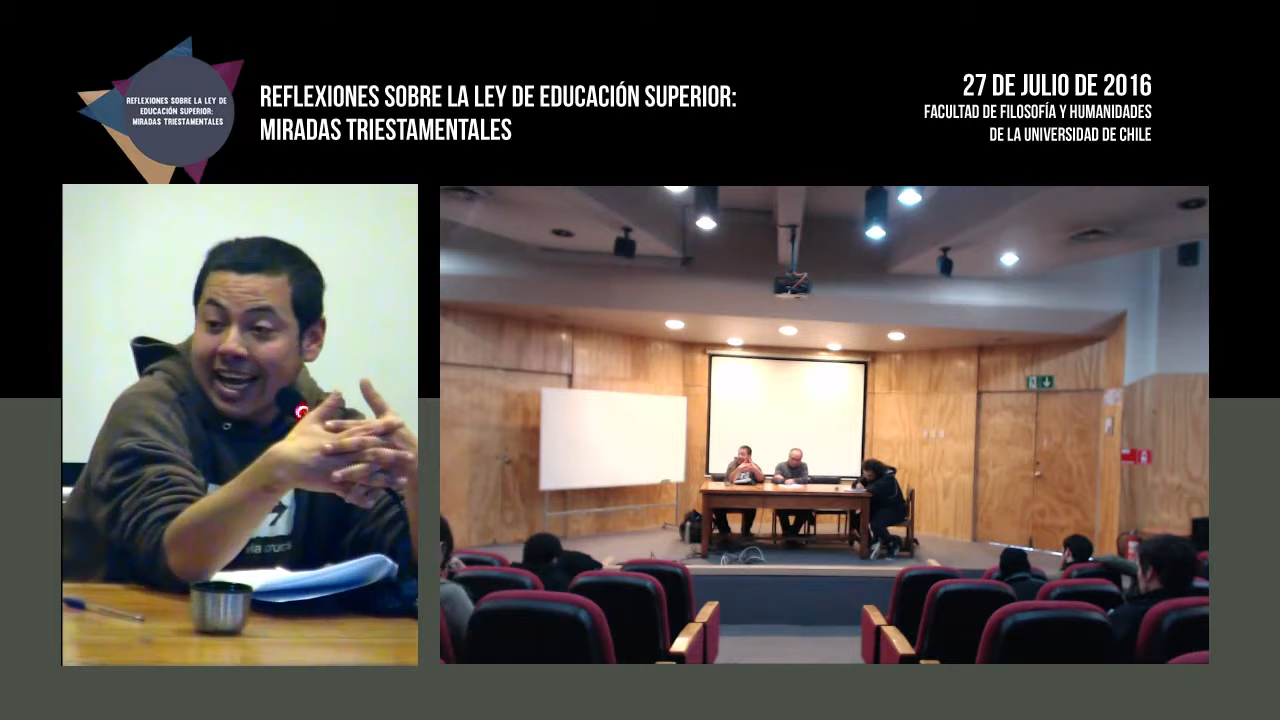 REFLEXIONES SOBRE LA LEY DE
EDUCACIÓN SUPERIOR:
MIRADAS TRIESTAMENTALES
REFLEXIONES SOBRE LA LEY DE EDUCACIÓN SUPERIOR:
MIRADAS TRIESTAMENTALES
27 DE JULIO DE 2016
FACULTAD DE FILOSOFÍA Y HUMANIDADES
DE LA UNIVERSIDAD DE CHILE